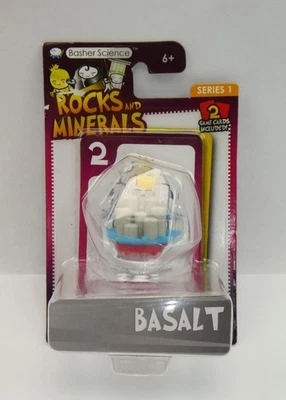 Basher Science
6+
SERIES 1
ROCKS AND
MINERALS
2
GAME CARDS
INCLUDED!
2
BASALT